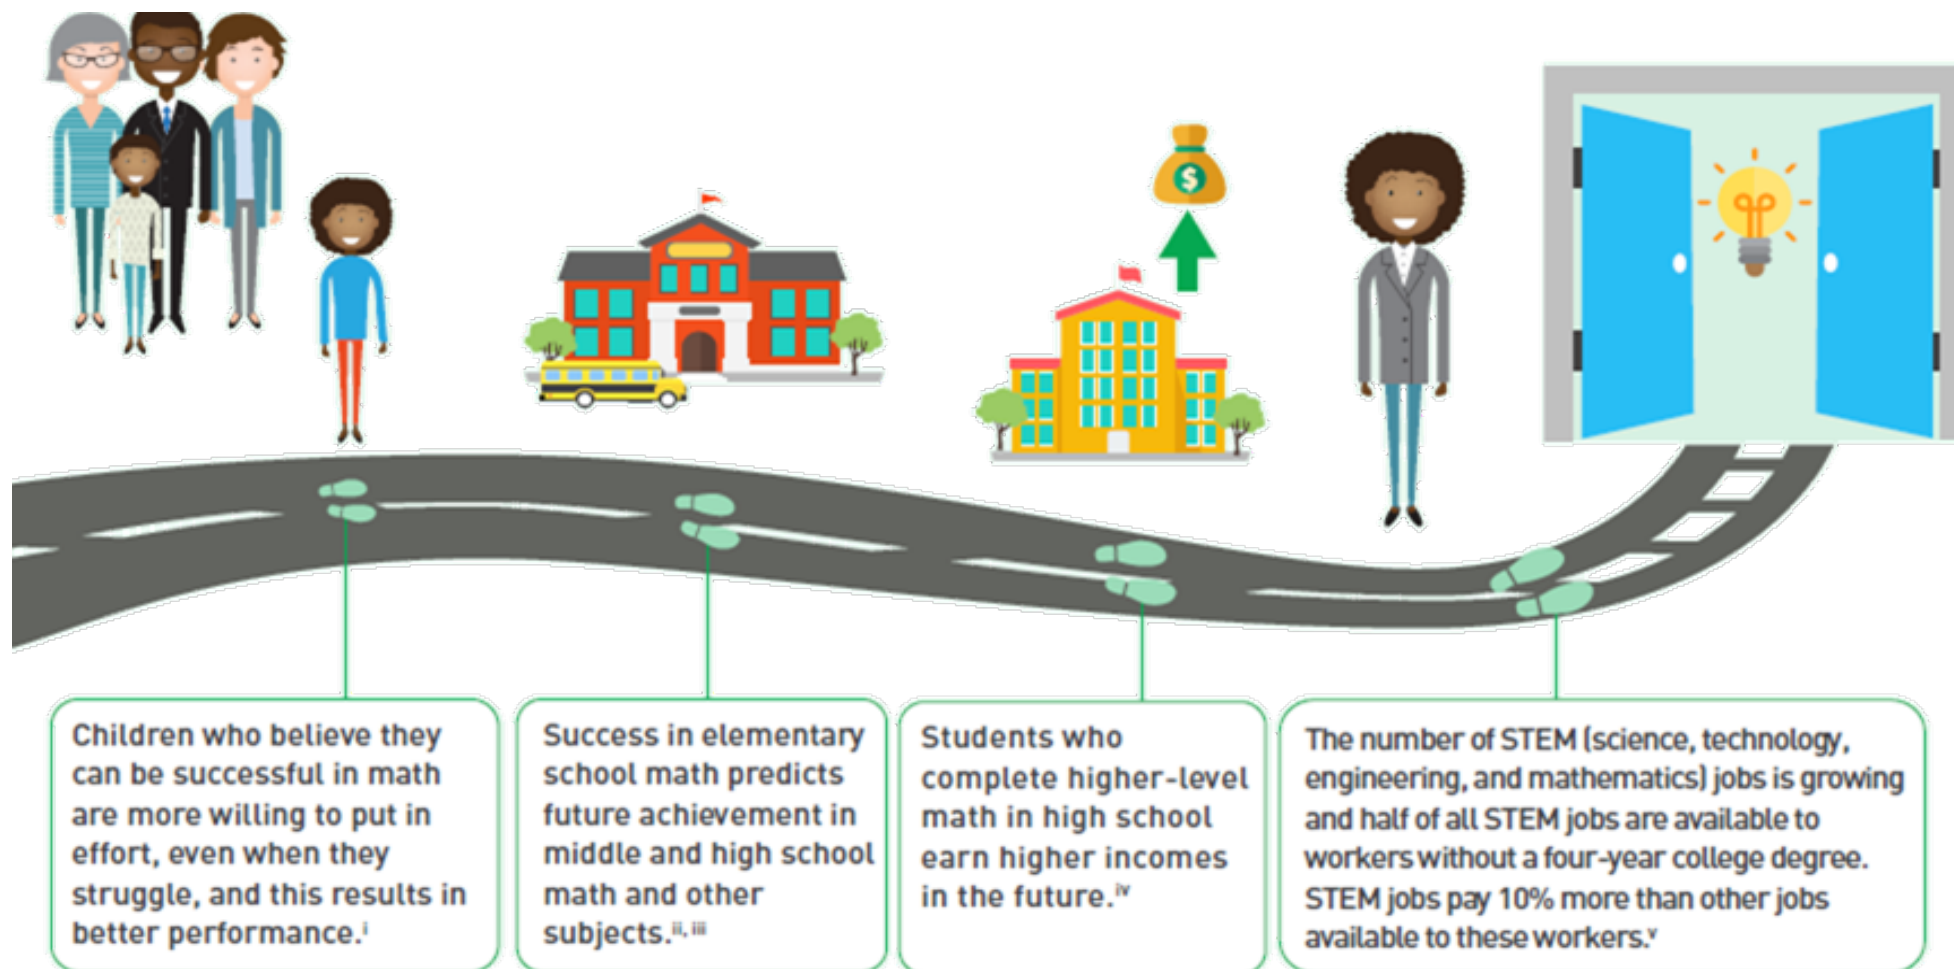 $
Children who believe they
can be successful in math
are more willing to put in
effort, even when they
struggle, and this results in
better performance.ⁱ
Success in elementary
school math predicts
future achievement in
middle and high school
math and other
subjects.ⁱⁱ, ⁱⁱⁱ
Students who
complete higher-level
math in high school
earn higher incomes
in the future.ⁱᵛ
The number of STEM (science, technology,
engineering, and mathematics) jobs is growing
and half of all STEM jobs are available to
workers without a four-year college degree.
STEM jobs pay 10% more than other jobs
available to these workers.ᵛ